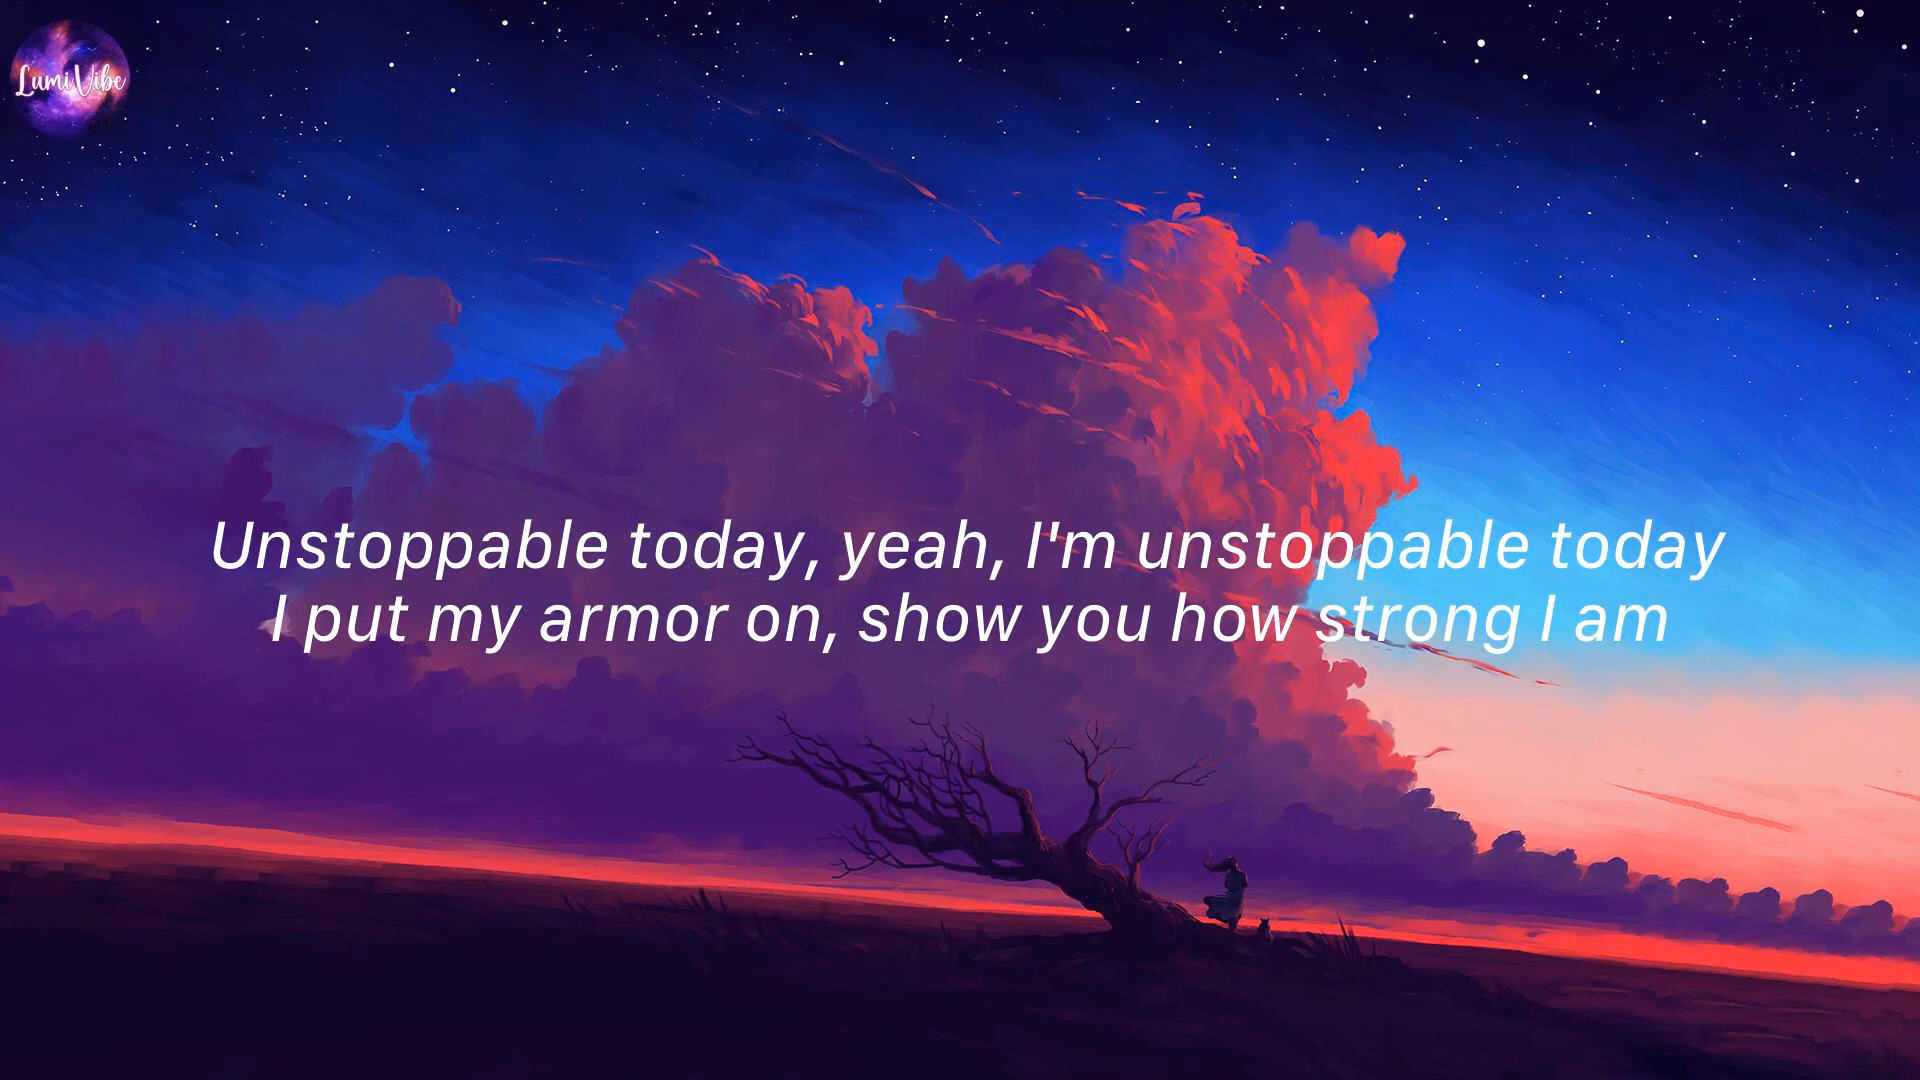 LumiVibe
Unstoppable today, yeah, I'm unstoppable today
I put my armor on, show you how strong I am